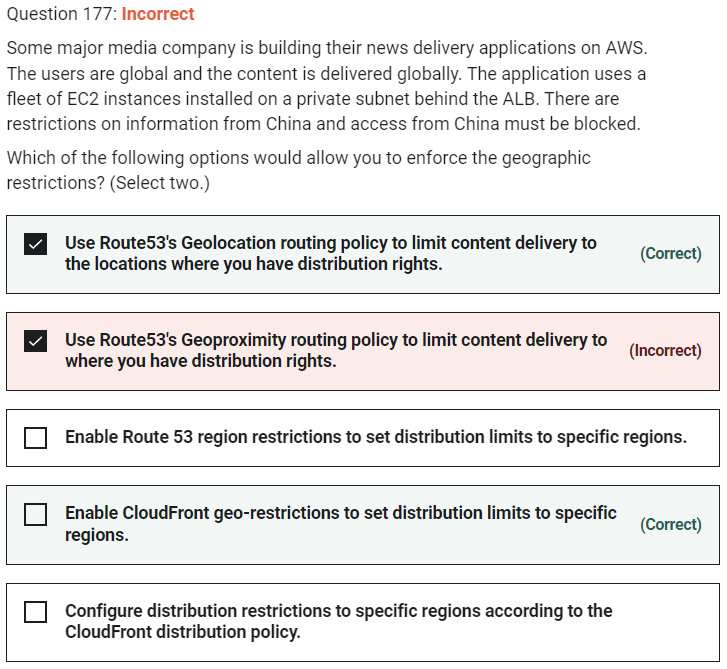 Question 177: Incorrect
Some major media company is building their news delivery applications on AWS.
The users are global and the content is delivered globally. The application uses a
fleet of EC2 instances installed on a private subnet behind the ALB. There are
restrictions on information from China and access from China must be blocked.
Which of the following options would allow you to enforce the geographic
restrictions? (Select two.)
Use Route53's Geolocation routing policy to limit content delivery to
the locations where you have distribution rights.
(Correct)
Use Route53's Geoproximity routing policy to limit content delivery to
where you have distribution rights.
(Incorrect)
Enable Route 53 region restrictions to set distribution limits to specific regions.
Enable CloudFront geo-restrictions to set distribution limits to specific
regions.
(Correct)
Configure distribution restrictions to specific regions according to the
CloudFront distribution policy.